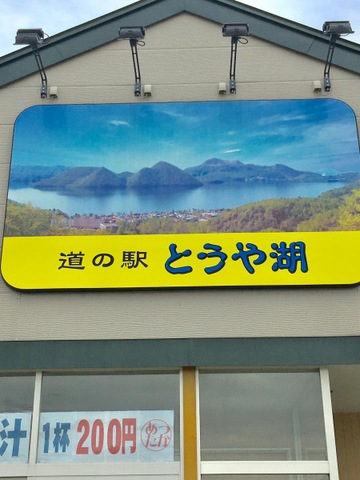 道の駅 とうや湖
汁 1杯 200円